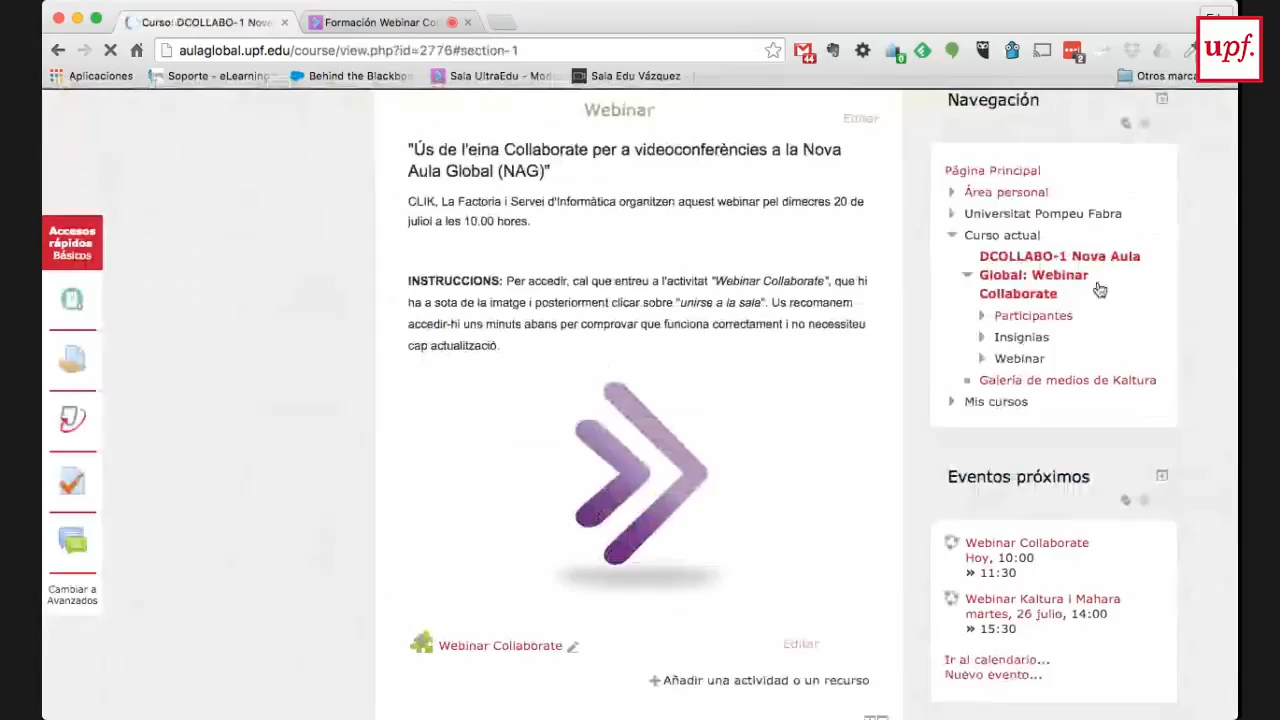 Curso: DCOLLABO-1 Nove
Formación Webinar Co
upf.
aulaglobal.upf.edu/course/view.php?id=2776#section-1
44
0
2
Aplicaciones
Soporte - eLearning
Behind the Blackbo
Sala UltraEdu - Mod
Sala Edu Vázquez
Otros marca
Webinar
Editar
"Ús de l'eina Collaborate per a videoconferències a la Nova
Aula Global (NAG)"
CLIK, La Factoria i Servei d'Informàtica organitzen aquest webinar pel dimecres 20 de
juliol a les 10.00 hores.
INSTRUCCIONS: Per accedir, cal que entreu a l'activitat "Webinar Collaborate", que hi
ha a sota de la imatge i posteriorment clicar sobre "unirse a la sala". Us recomanem
accedir-hi uns minuts abans per comprovar que funciona correctament i no necessiteu
cap actualització.
Webinar Collaborate
Editar
Añadir una actividad o un recurso
Accesos
rápidos
Básicos
Cambiar a
Avanzados
Navegación
Página Principal
Área personal
Universitat Pompeu Fabra
Curso actual
DCOLLABO-1 Nova Aula
Global: Webinar
Collaborate
Participantes
Insignias
Webinar
Galería de medios de Kaltura
Mis cursos
Eventos próximos
Webinar Collaborate
Hoy, 10:00
» 11:30
Webinar Kaltura i Mahara
martes, 26 julio, 14:00
» 15:30
Ir al calendario...
Nuevo evento...